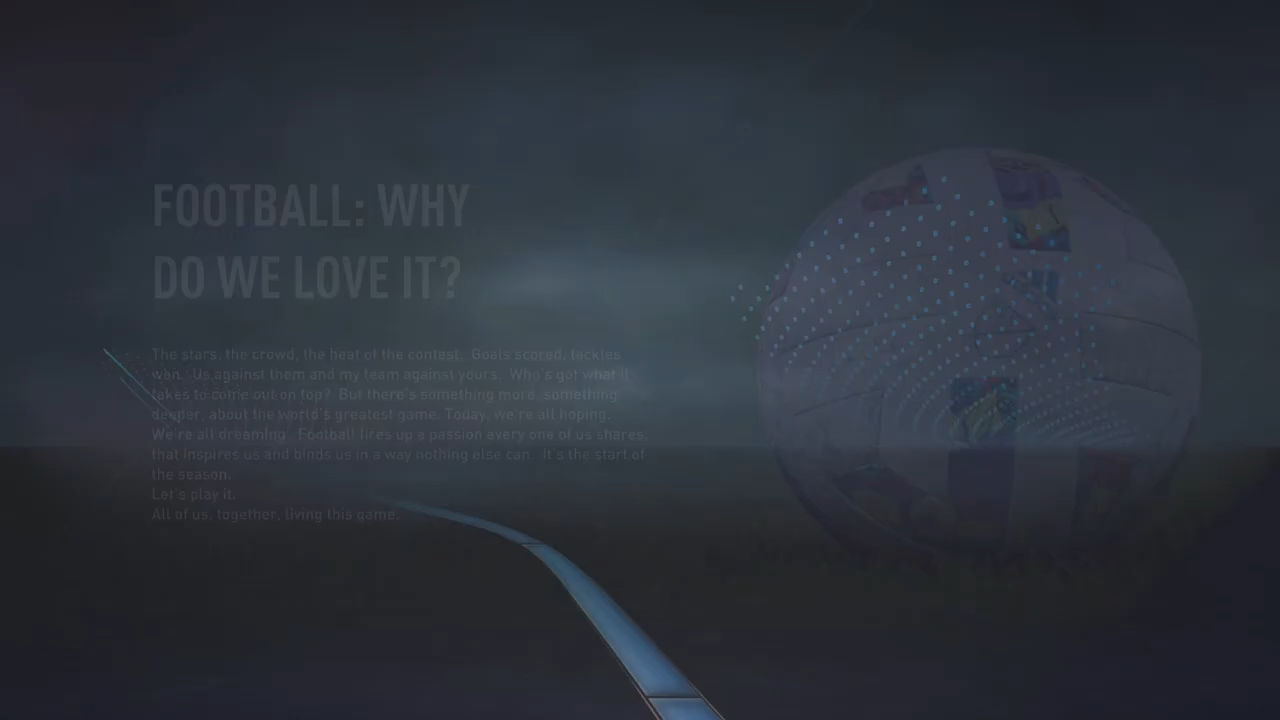 FOOTBALL: WHY
DO WE LOVE IT?
The stars, the crowd, the heat of the contest. Goals scored, tackles
won. Us against them and my team against yours. Who's got what it
takes to come out on top? But there's something more, something
deeper, about the world's greatest game. Today, we're all hoping.
We're all dreaming. Football fires up a passion every one of us shares,
that inspires us and binds us in a way nothing else can. It's the start of
the season.
Let's play it.
All of us, together, living this game.